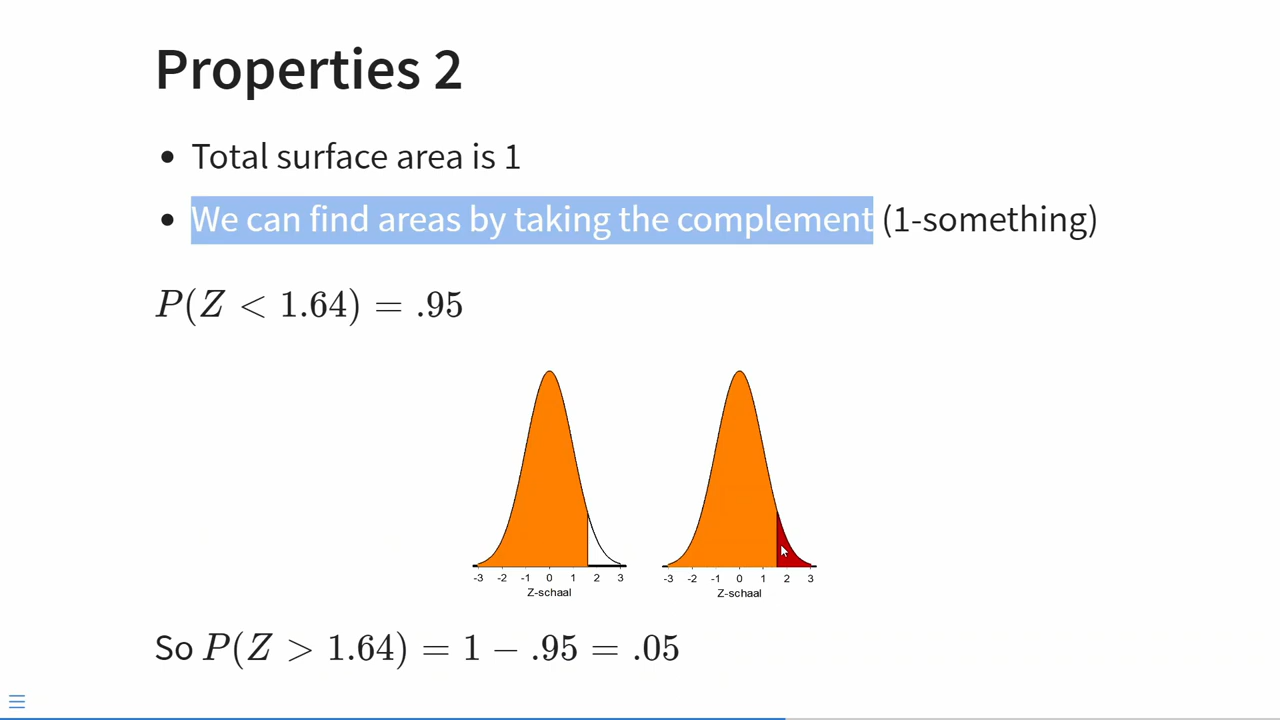 Properties 2
• Total surface area is 1
• We can find areas by taking the complement (1-something)
P(Z < 1.64) = .95
-3 -2 -1 0 1 2 3
Z-schaal
-3 -2 -1 0 1 2 3
Z-schaal
So P(Z > 1.64) = 1 − .95 = .05